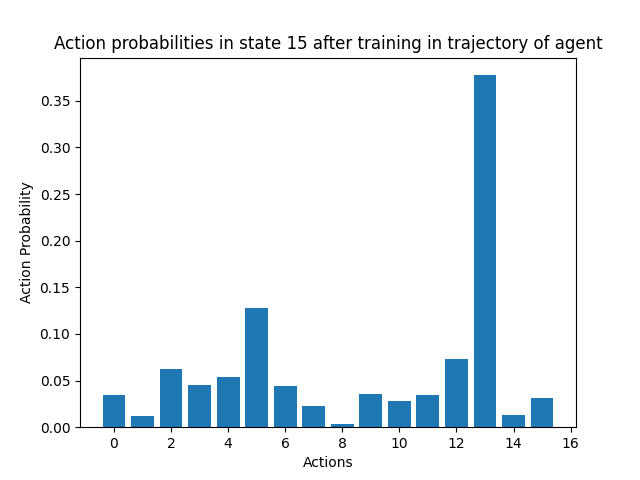 Action probabilities in state 15 after training in trajectory of agent
0.35
0.30
0.25
0.20
0.15
0.10
0.05
0.00
Action Probability
0 2 4 6 8 10 12 14 16
Actions